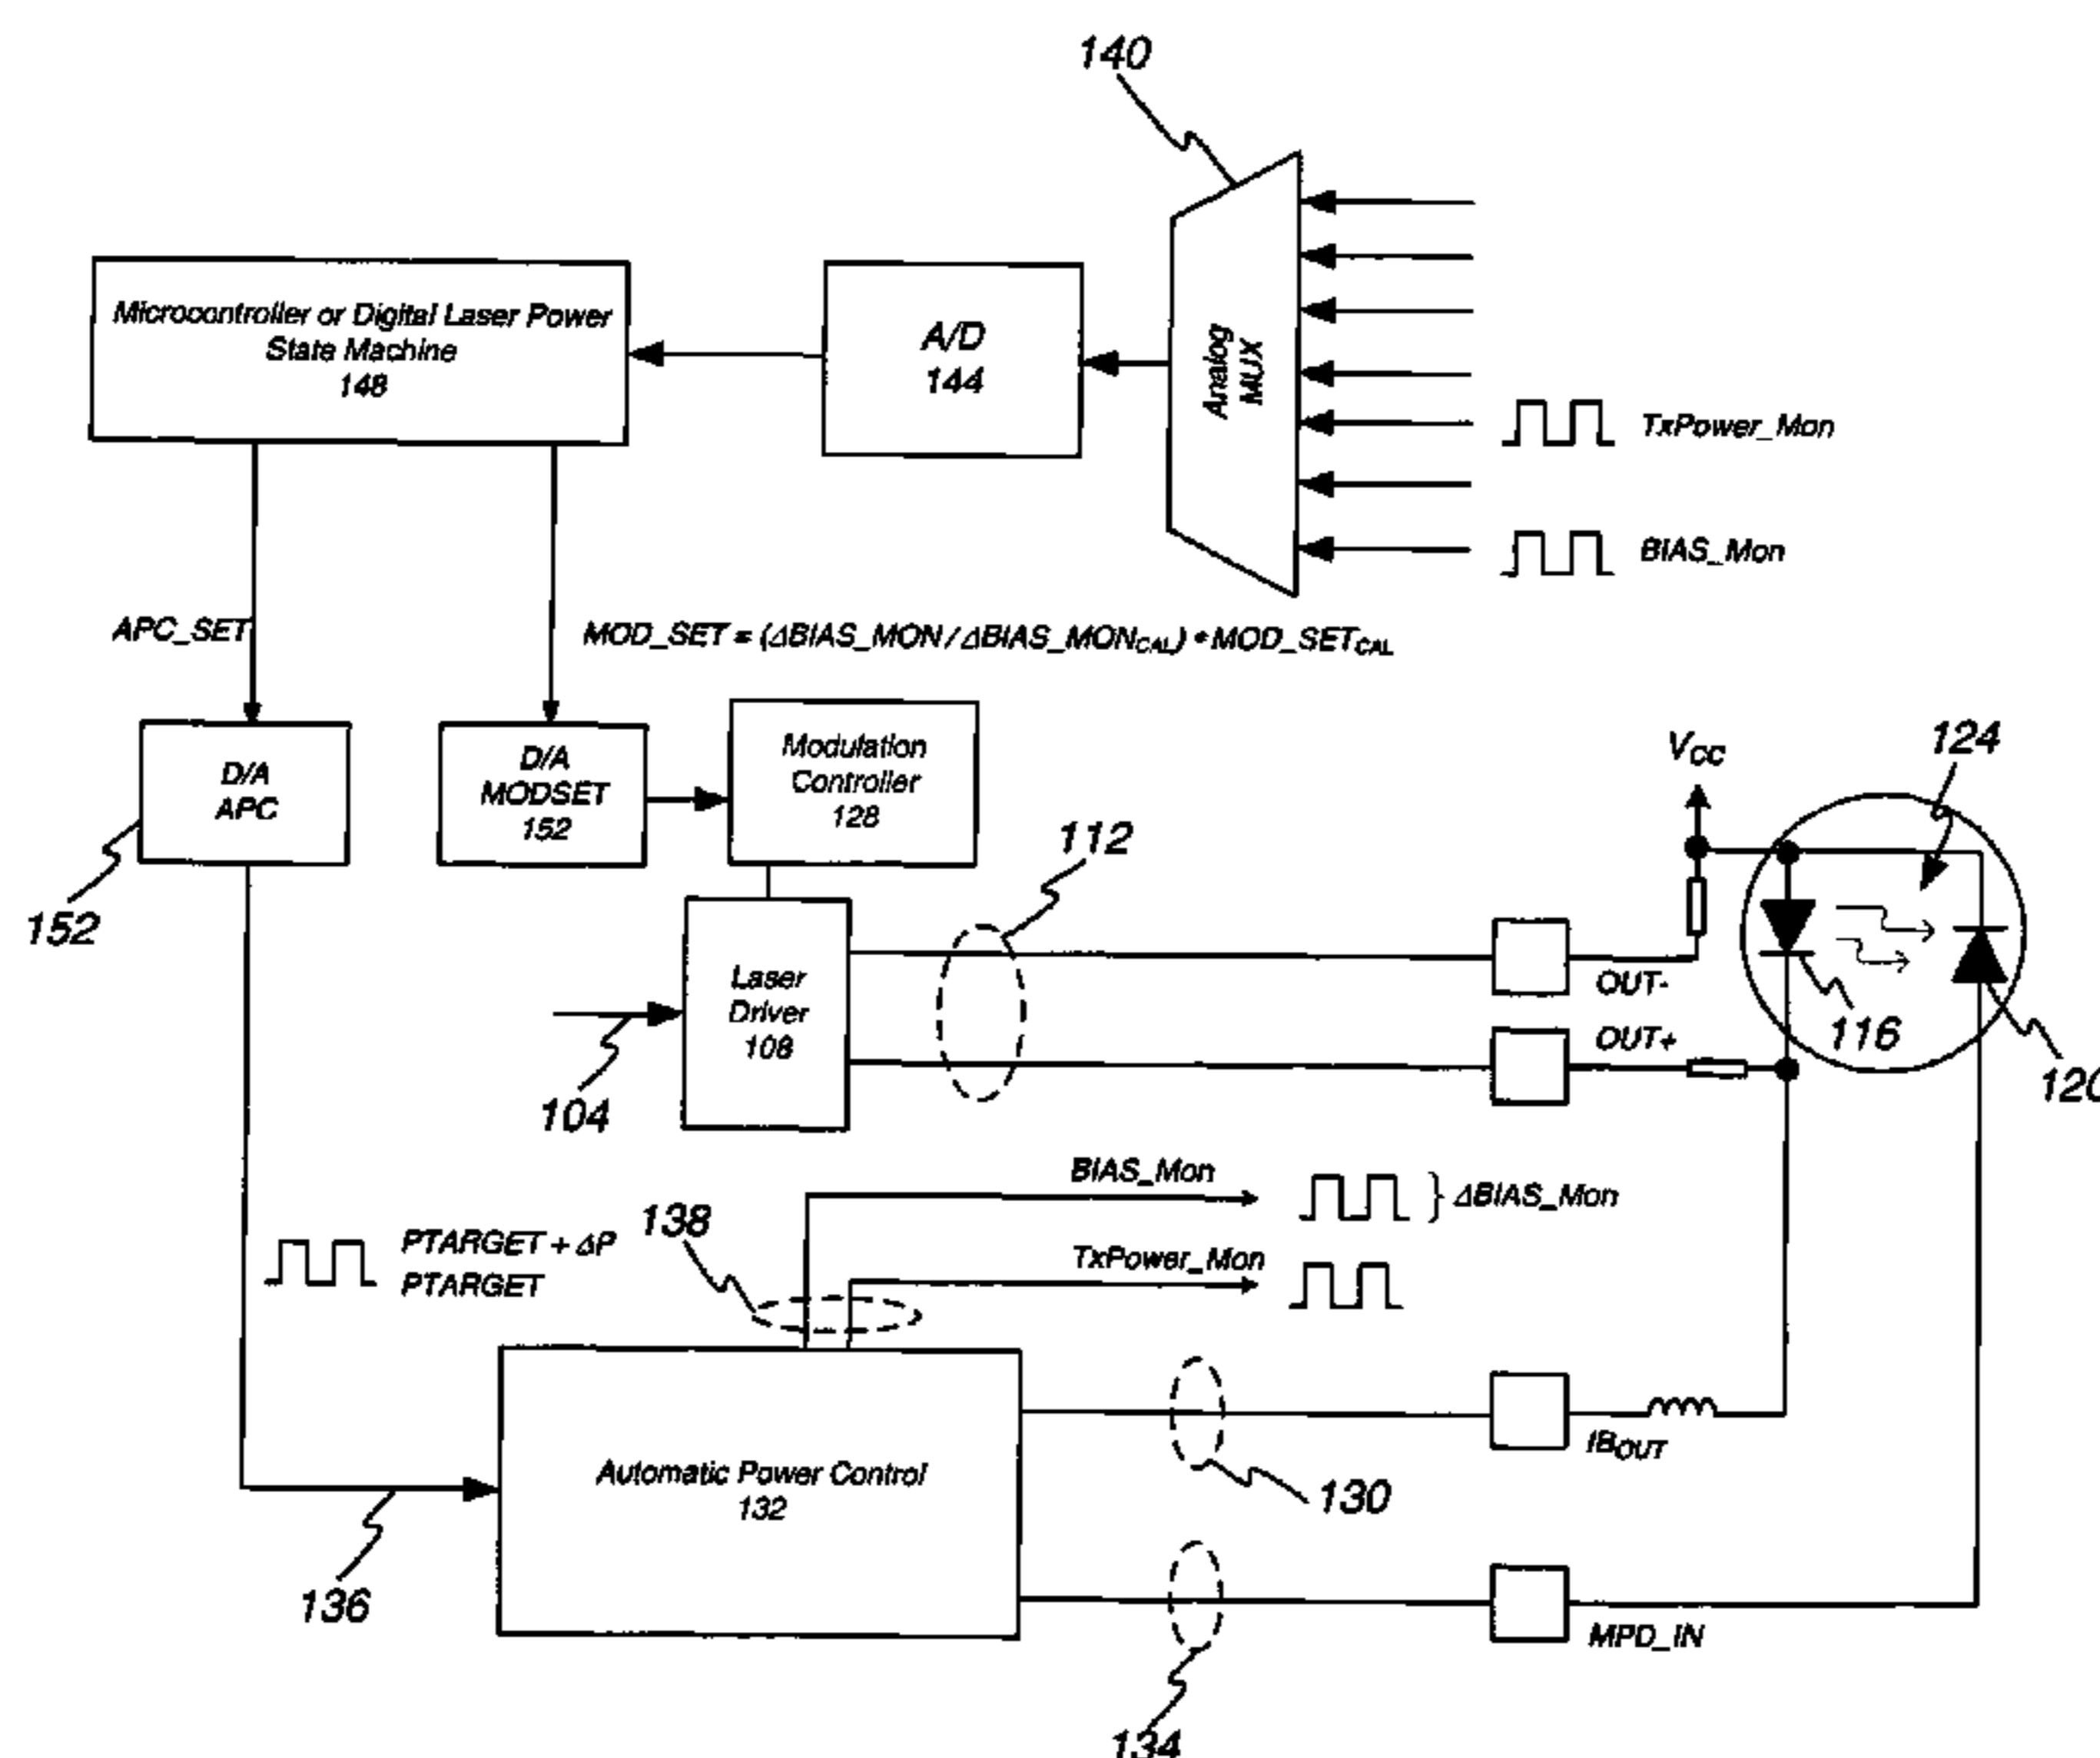 140
Microcontroller or Digital Laser Power
State Machine
148
A/D
144
Analog
MUX
TxPower_Mon
BIAS_Mon
APC_SET
MOD_SET = (ΔBIAS_MON / ΔBIAS_MONCAL) • MOD_SETCAL
D/A
APC
152
D/A
MODSET
152
Modulation
Controller
128
112
VCC
124
Laser
Driver
108
104
OUT-
OUT+
116
120
BIAS_Mon
ΔBIAS_Mon
138
TxPower_Mon
PTARGET + ΔP
PTARGET
Automatic Power Control
132
136
IBOUT
130
MPD_IN
134